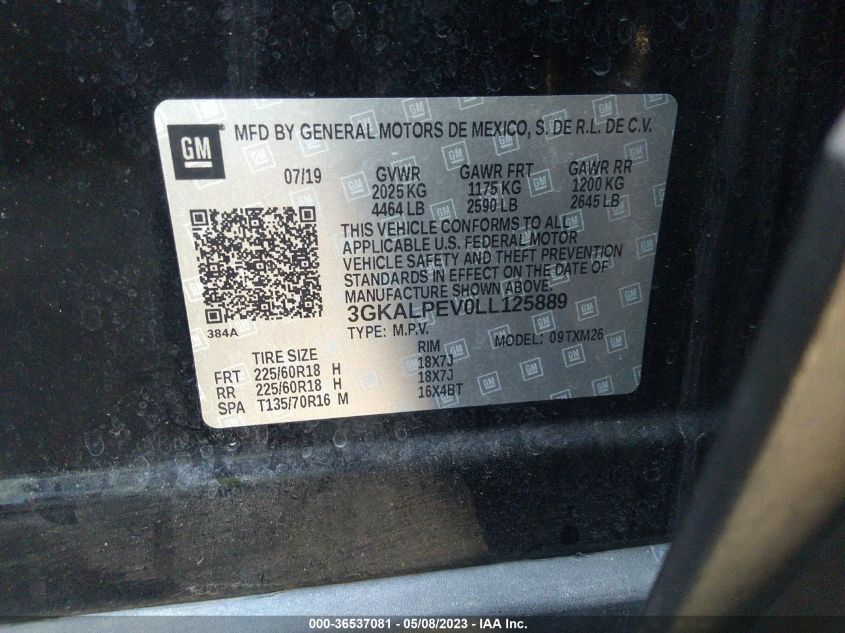 GM
MFD BY GENERAL MOTORS DE MEXICO, S. DE R.L. DE C.V.
07/19 GVWR GAWR FRT GAWR RR
2025 KG 1175 KG 1200 KG
4464 LB 2590 LB 2645 LB
THIS VEHICLE CONFORMS TO ALL
APPLICABLE U.S. FEDERAL MOTOR
VEHICLE SAFETY AND THEFT PREVENTION
STANDARDS IN EFFECT ON THE DATE OF
MANUFACTURE SHOWN ABOVE.
3GKALPEV0LL125889
384A
TYPE: M.P.V. MODEL: 09TXM26
TIRE SIZE RIM
FRT 225/60R18 H 18X7J
RR 225/60R18 H 18X7J
SPA T135/70R16 M 16X4BT
000-36537081 - 05/08/2023 - © IAA Inc.